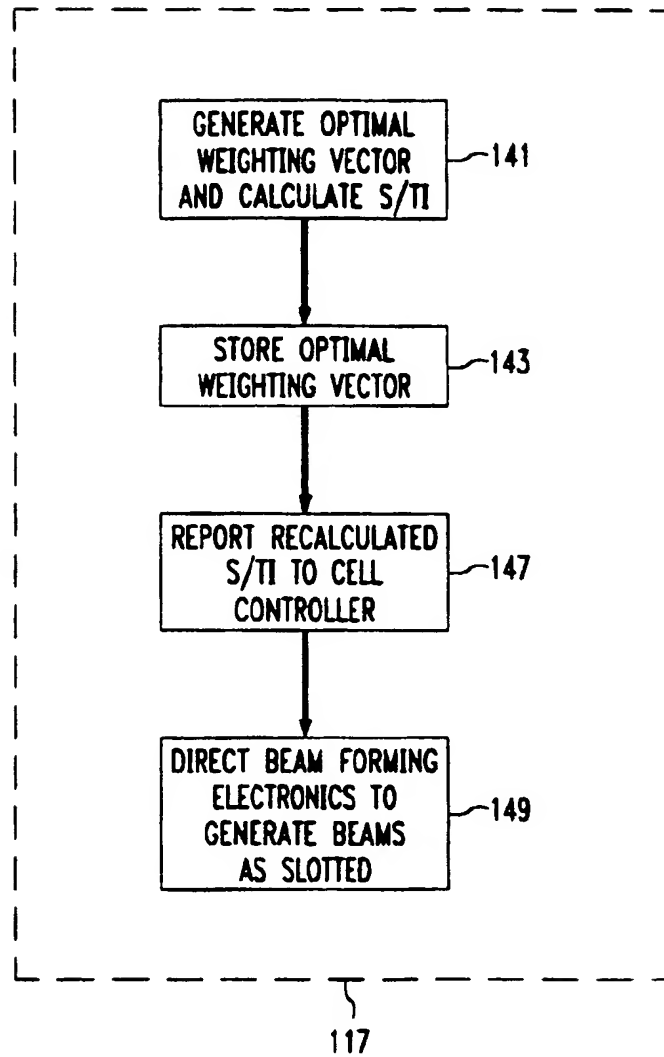 GENERATE OPTIMAL
WEIGHTING VECTOR
AND CALCULATE S/TI
141
STORE OPTIMAL
WEIGHTING VECTOR
143
REPORT RECALCULATED
S/TI TO CELL
CONTROLLER
147
DIRECT BEAM FORMING
ELECTRONICS TO
GENERATE BEAMS
AS SLOTTED
149
117